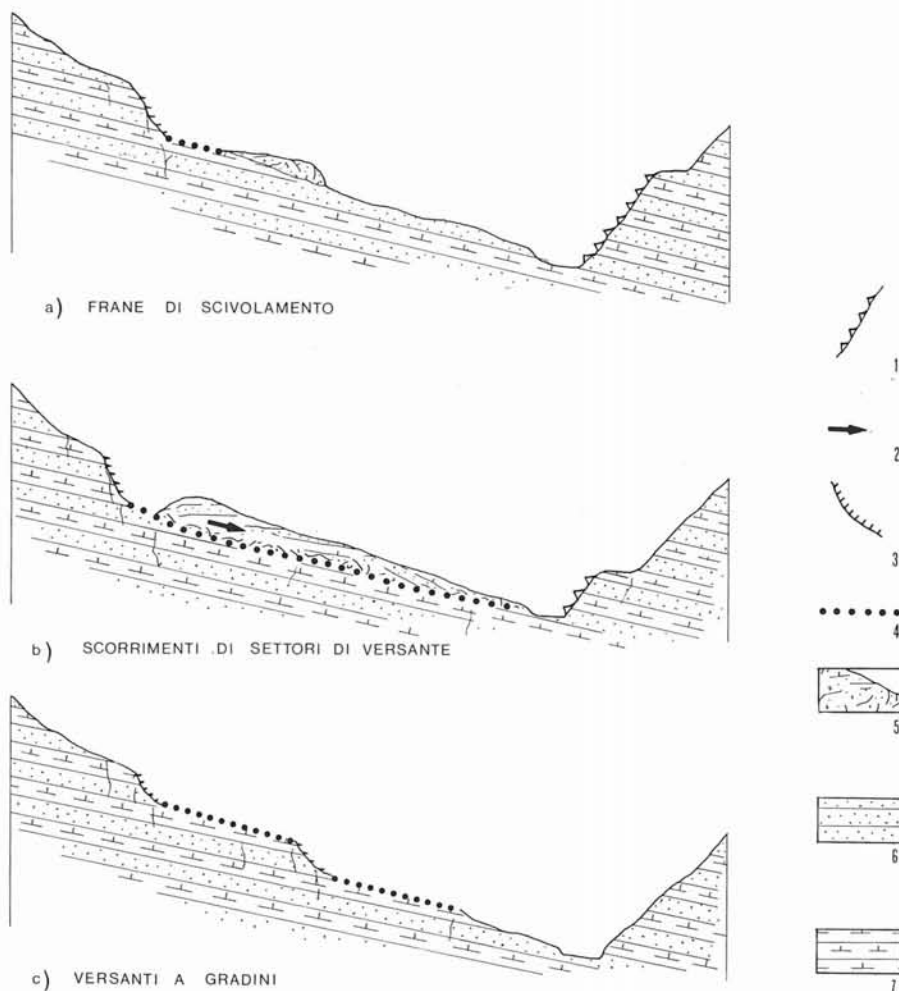 a) FRANE DI SCIVOLAMENTO
1
2
3
b) SCORRIMENTI .DI SETTORI DI VERSANTE
4
5
6
c) VERSANTI A GRADINI
7